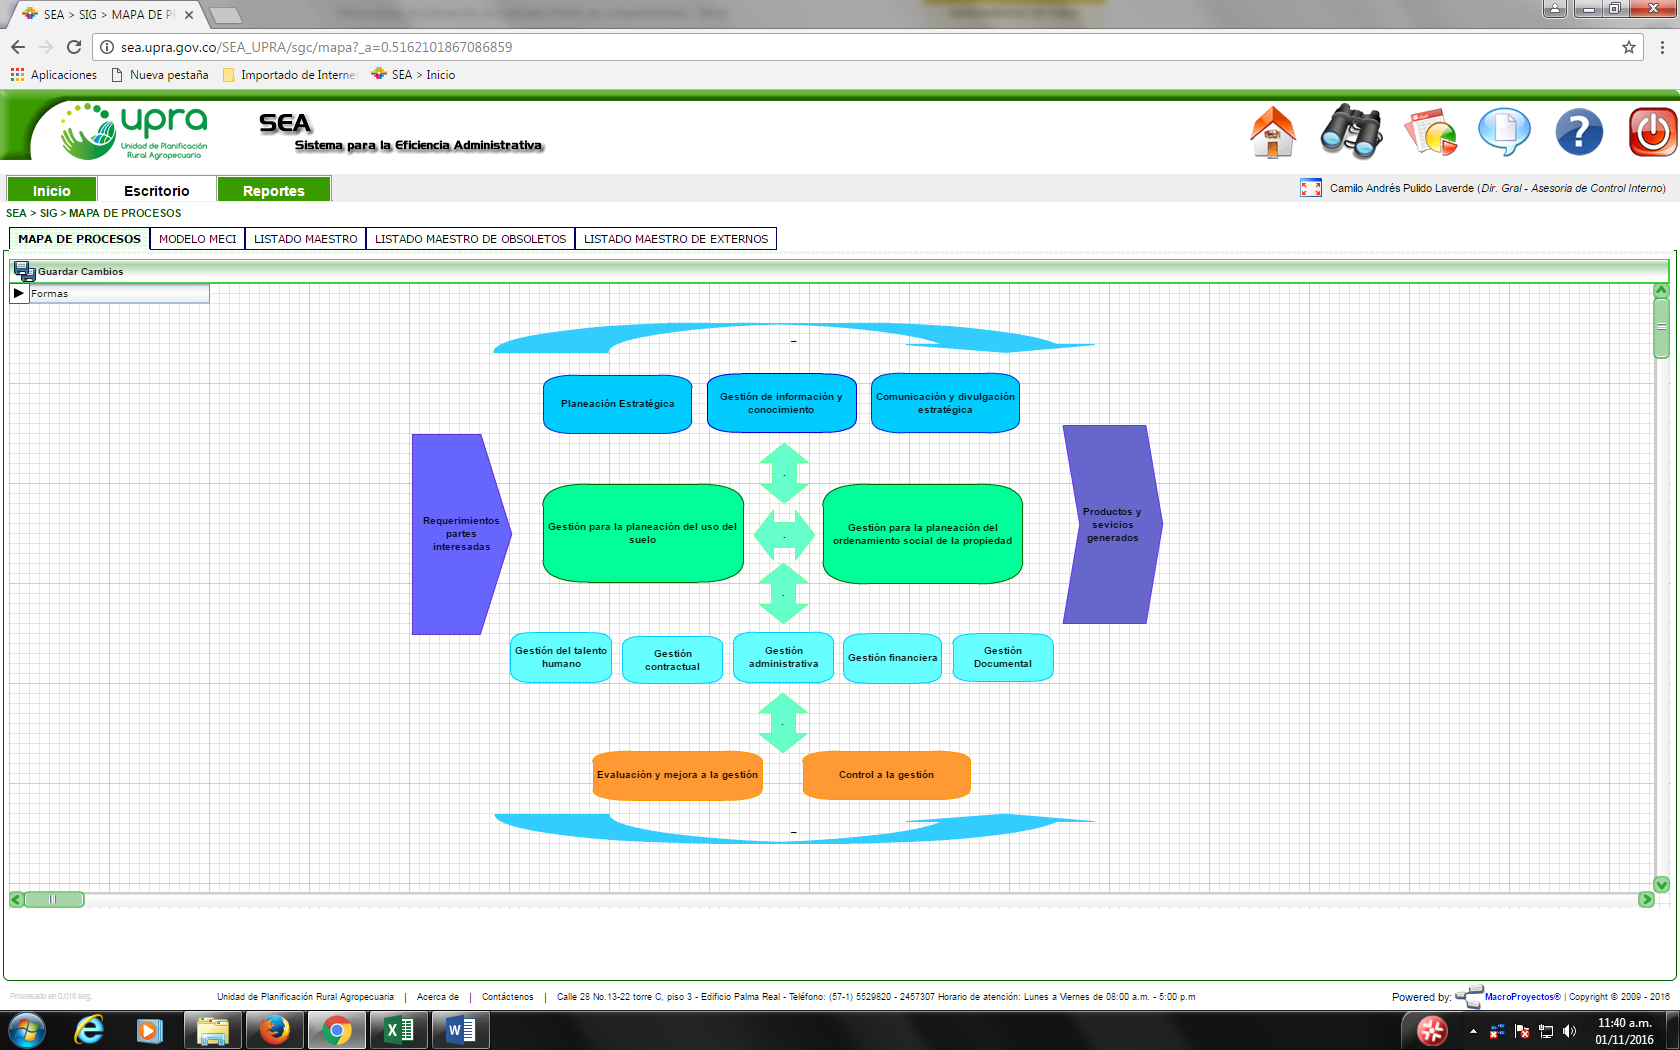 SEA > SIG > MAPA DE P
sea.upra.gov.co/SEA_UPRA/sgc/mapa?_a=0.5162101867086859
Aplicaciones Nueva pestaña Importado de Interne SEA > Inicio
upra
Unidad de Planificación
Rural Agropecuaria
SEA
Sistema para la Eficiencia Administrativa
Inicio Escritorio Reportes
Camilo Andrés Pulido Laverde (Dir. Gral - Asesoria de Control Interno)
SEA > SIG > MAPA DE PROCESOS
MAPA DE PROCESOS MODELO MECI LISTADO MAESTRO LISTADO MAESTRO DE OBSOLETOS LISTADO MAESTRO DE EXTERNOS
Guardar Cambios
Formas
Planeación Estratégica
Gestión de información y
conocimiento
Comunicación y divulgación
estratégica
Requerimientos
partes
interesadas
Gestión para la planeación del uso del
suelo
Gestión para la planeación del
ordenamiento social de la propiedad
Productos y
sevicios
generados
Gestión del talento
humano
Gestión
contractual
Gestión
administrativa
Gestión financiera
Gestión
Documental
Evaluación y mejora a la gestión
Control a la gestión
Procesado en 0.018 seg.
Unidad de Planificación Rural Agropecuaria | Acerca de | Contáctenos | Calle 28 No.13-22 torre C, piso 3 - Edificio Palma Real - Teléfono: (57-1) 5529820 - 2457307 Horario de atención: Lunes a Viernes de 08:00 a.m. - 5:00 p.m
Powered by: MacroProyectos® | Copyright © 2009 - 2016
11:40 a.m.
01/11/2016